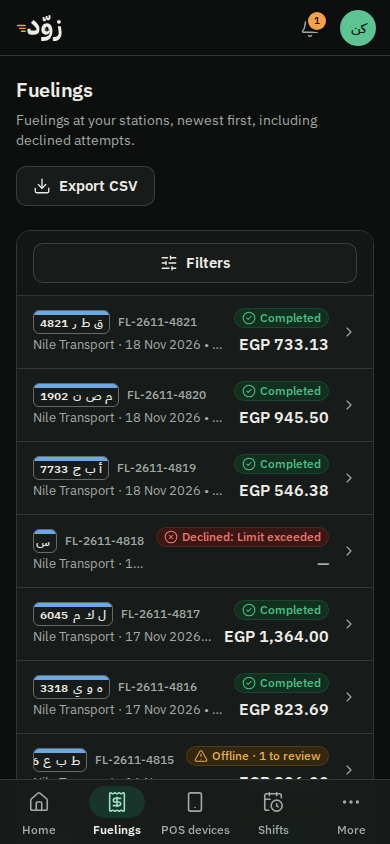 زوّد
1
كن
Fuelings
Fuelings at your stations, newest first, including
declined attempts.
Export CSV
Filters
4821 ق ط ر FL-2611-4821 Completed
Nile Transport · 18 Nov 2026 • ... EGP 733.13
1902 م ص ن FL-2611-4820 Completed
Nile Transport · 18 Nov 2026 • ... EGP 945.50
7733 أ ب ج FL-2611-4819 Completed
Nile Transport · 18 Nov 2026 • ... EGP 546.38
س FL-2611-4818 Declined: Limit exceeded
Nile Transport · 1... —
6045 ل ك م FL-2611-4817 Completed
Nile Transport · 17 Nov 2026... EGP 1,364.00
3318 ه و ي FL-2611-4816 Completed
Nile Transport · 17 Nov 2026 • ... EGP 823.69
ط ب ع FL-2611-4815 Offline · 1 to review
Home Fuelings POS devices Shifts More